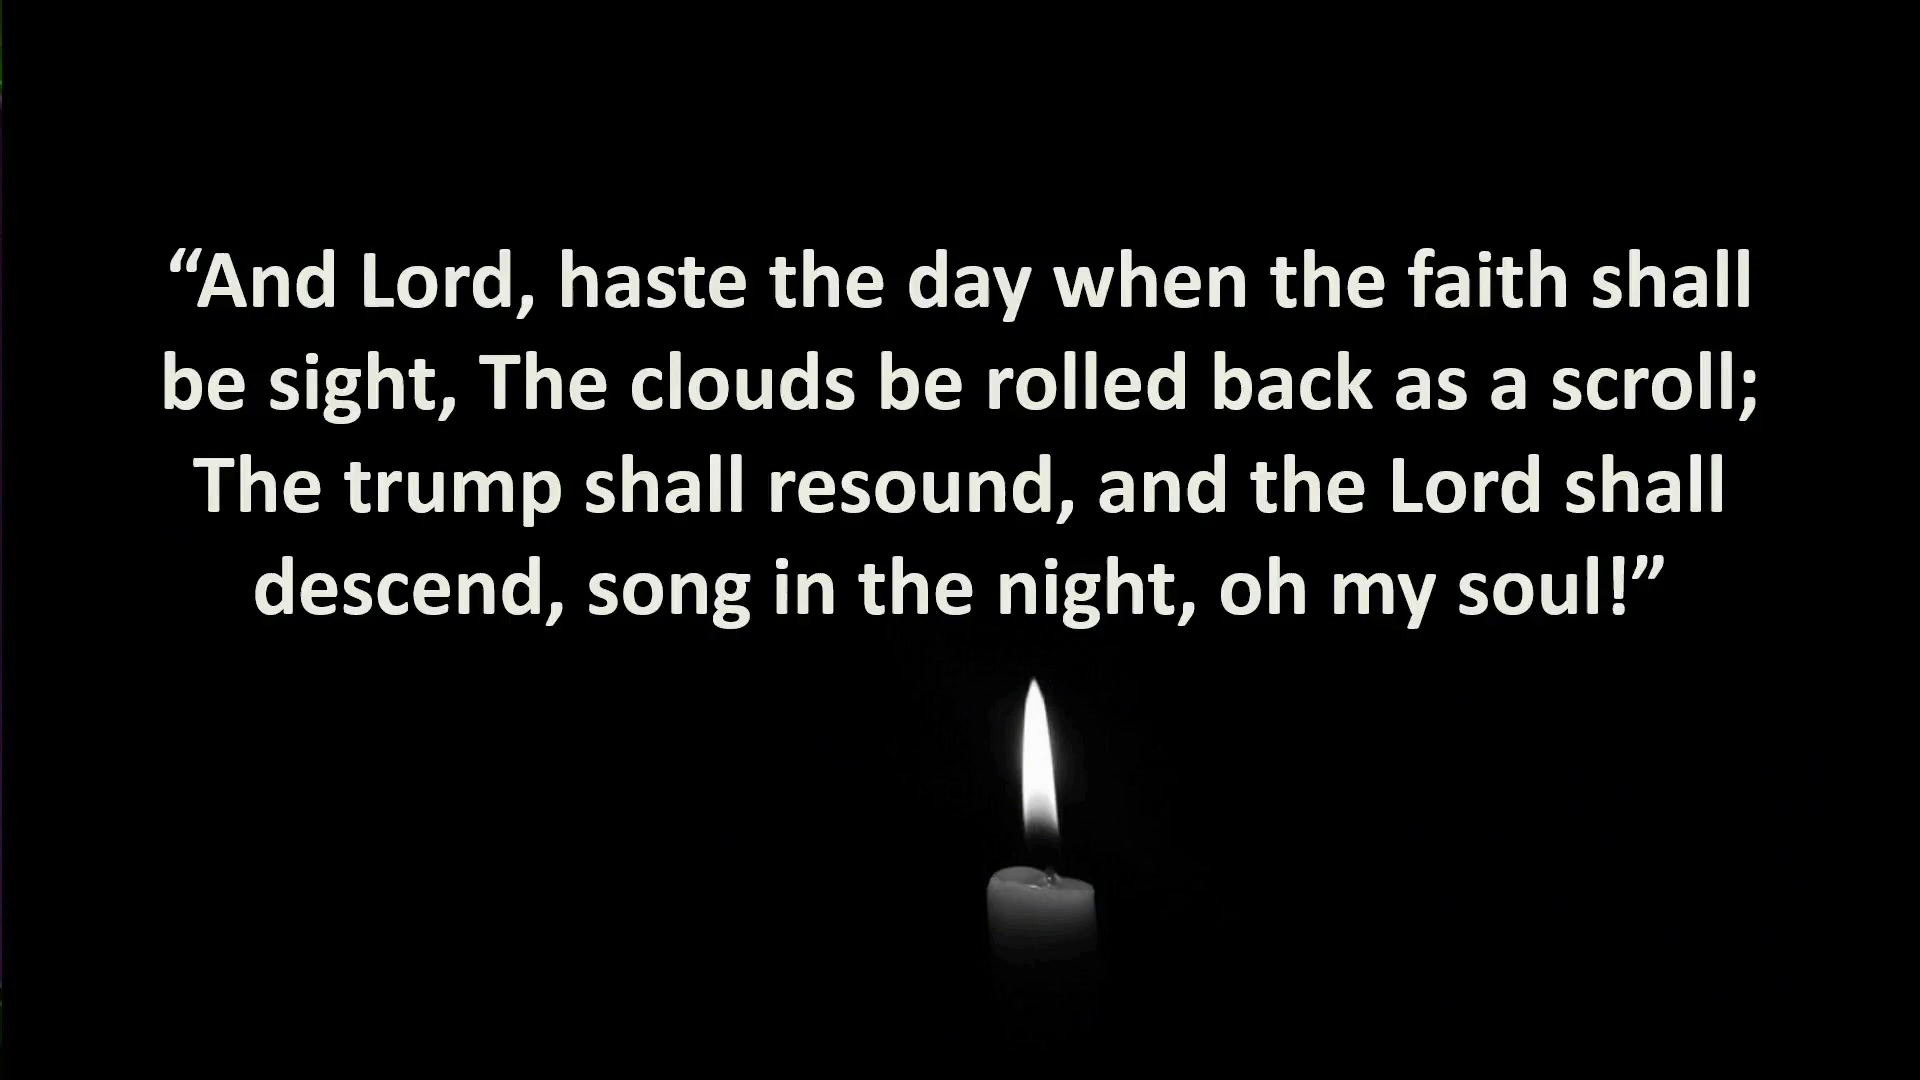 “And Lord, haste the day when the faith shall
be sight, The clouds be rolled back as a scroll;
The trump shall resound, and the Lord shall
descend, song in the night, oh my soul!”